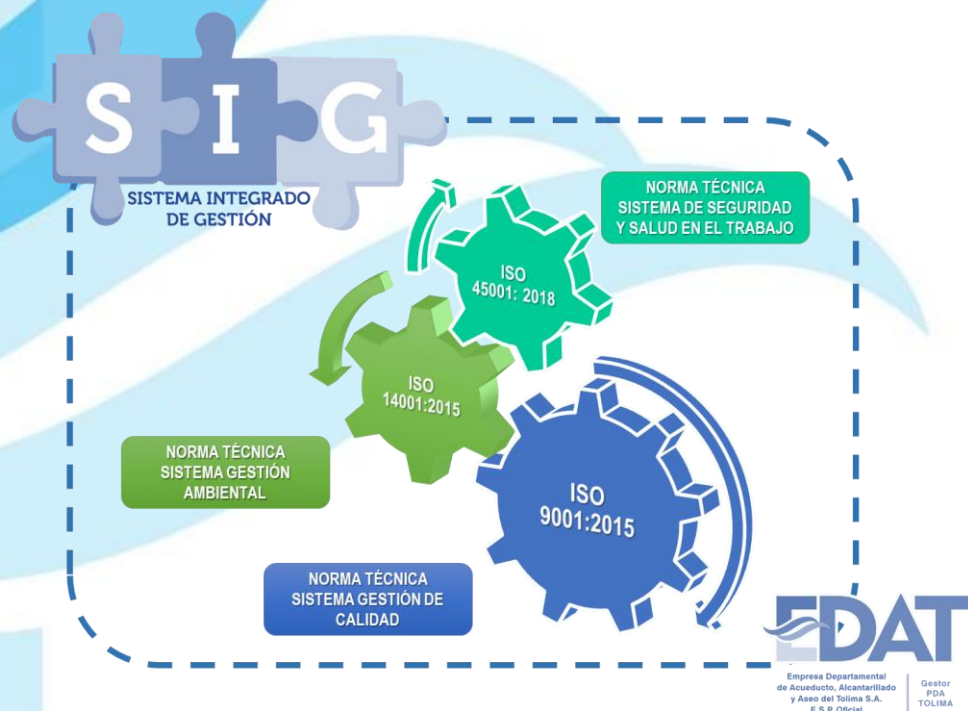 SIG
SISTEMA INTEGRADO
DE GESTIÓN
NORMA TÉCNICA
SISTEMA DE SEGURIDAD
Y SALUD EN EL TRABAJO
ISO
45001: 2018
ISO
14001:2015
NORMA TÉCNICA
SISTEMA GESTIÓN
AMBIENTAL
ISO
9001:2015
NORMA TÉCNICA
SISTEMA GESTIÓN DE
CALIDAD
EDAT
Empresa Departamental
de Acueducto, Alcantarillado
y Aseo del Tolima S.A.
E.S.P. Oficial
Gestor
PDA
TOLIMA